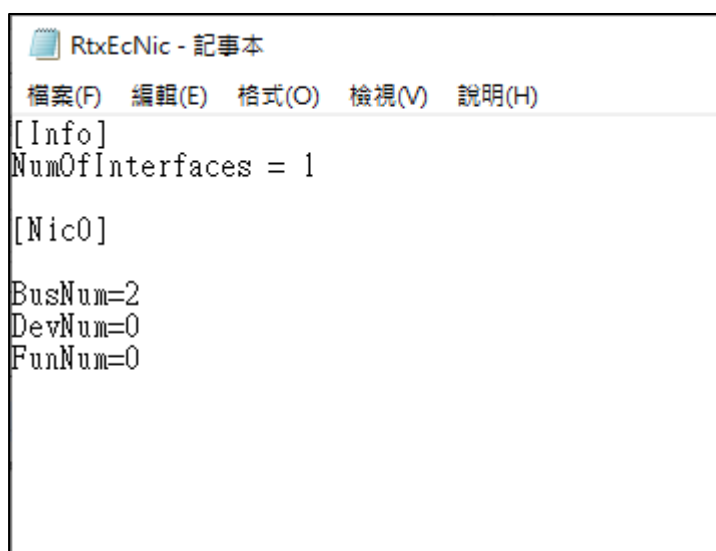 RtxEcNic - 記事本
檔案(F) 編輯(E) 格式(O) 檢視(V) 說明(H)
[Info]
NumOfInterfaces = 1
[Nic0]
BusNum=2
DevNum=0
FunNum=0